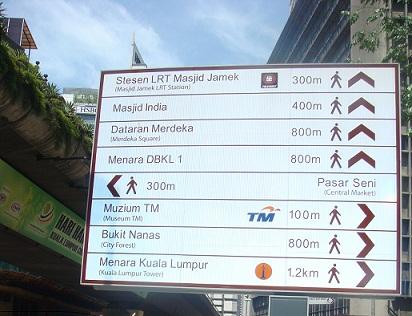 Stesen LRT Masjid Jamek 300m
(Masjid Jamek LRT Station)
Masjid India 400m
Dataran Merdeka 800m
(Merdeka Square)
Menara DBKL 1 800m
300m Pasar Seni
(Central Market)
Muzium TM TM 100m
(Museum TM)
Bukit Nanas 800m
(City Forest)
Menara Kuala Lumpur 1.2km
(Kuala Lumpur Tower)
HSBC
HARI